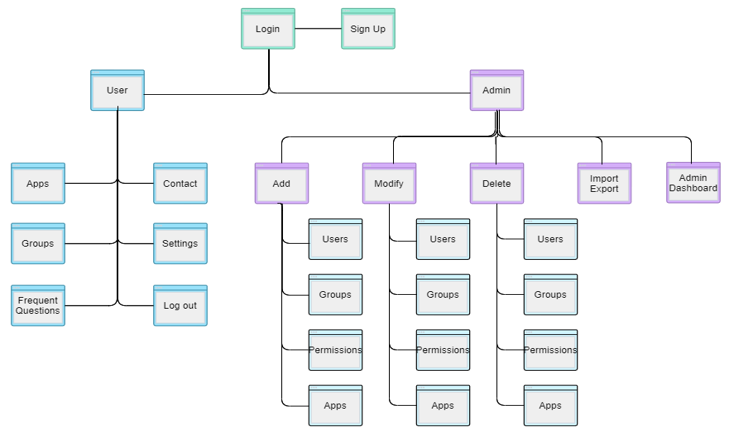 Login
Sign Up
User
Admin
Apps
Contact
Add
Modify
Delete
Import
Export
Admin
Dashboard
Groups
Settings
Users
Users
Users
Frequent
Questions
Log out
Groups
Groups
Groups
Permissions
Permissions
Permissions
Apps
Apps
Apps